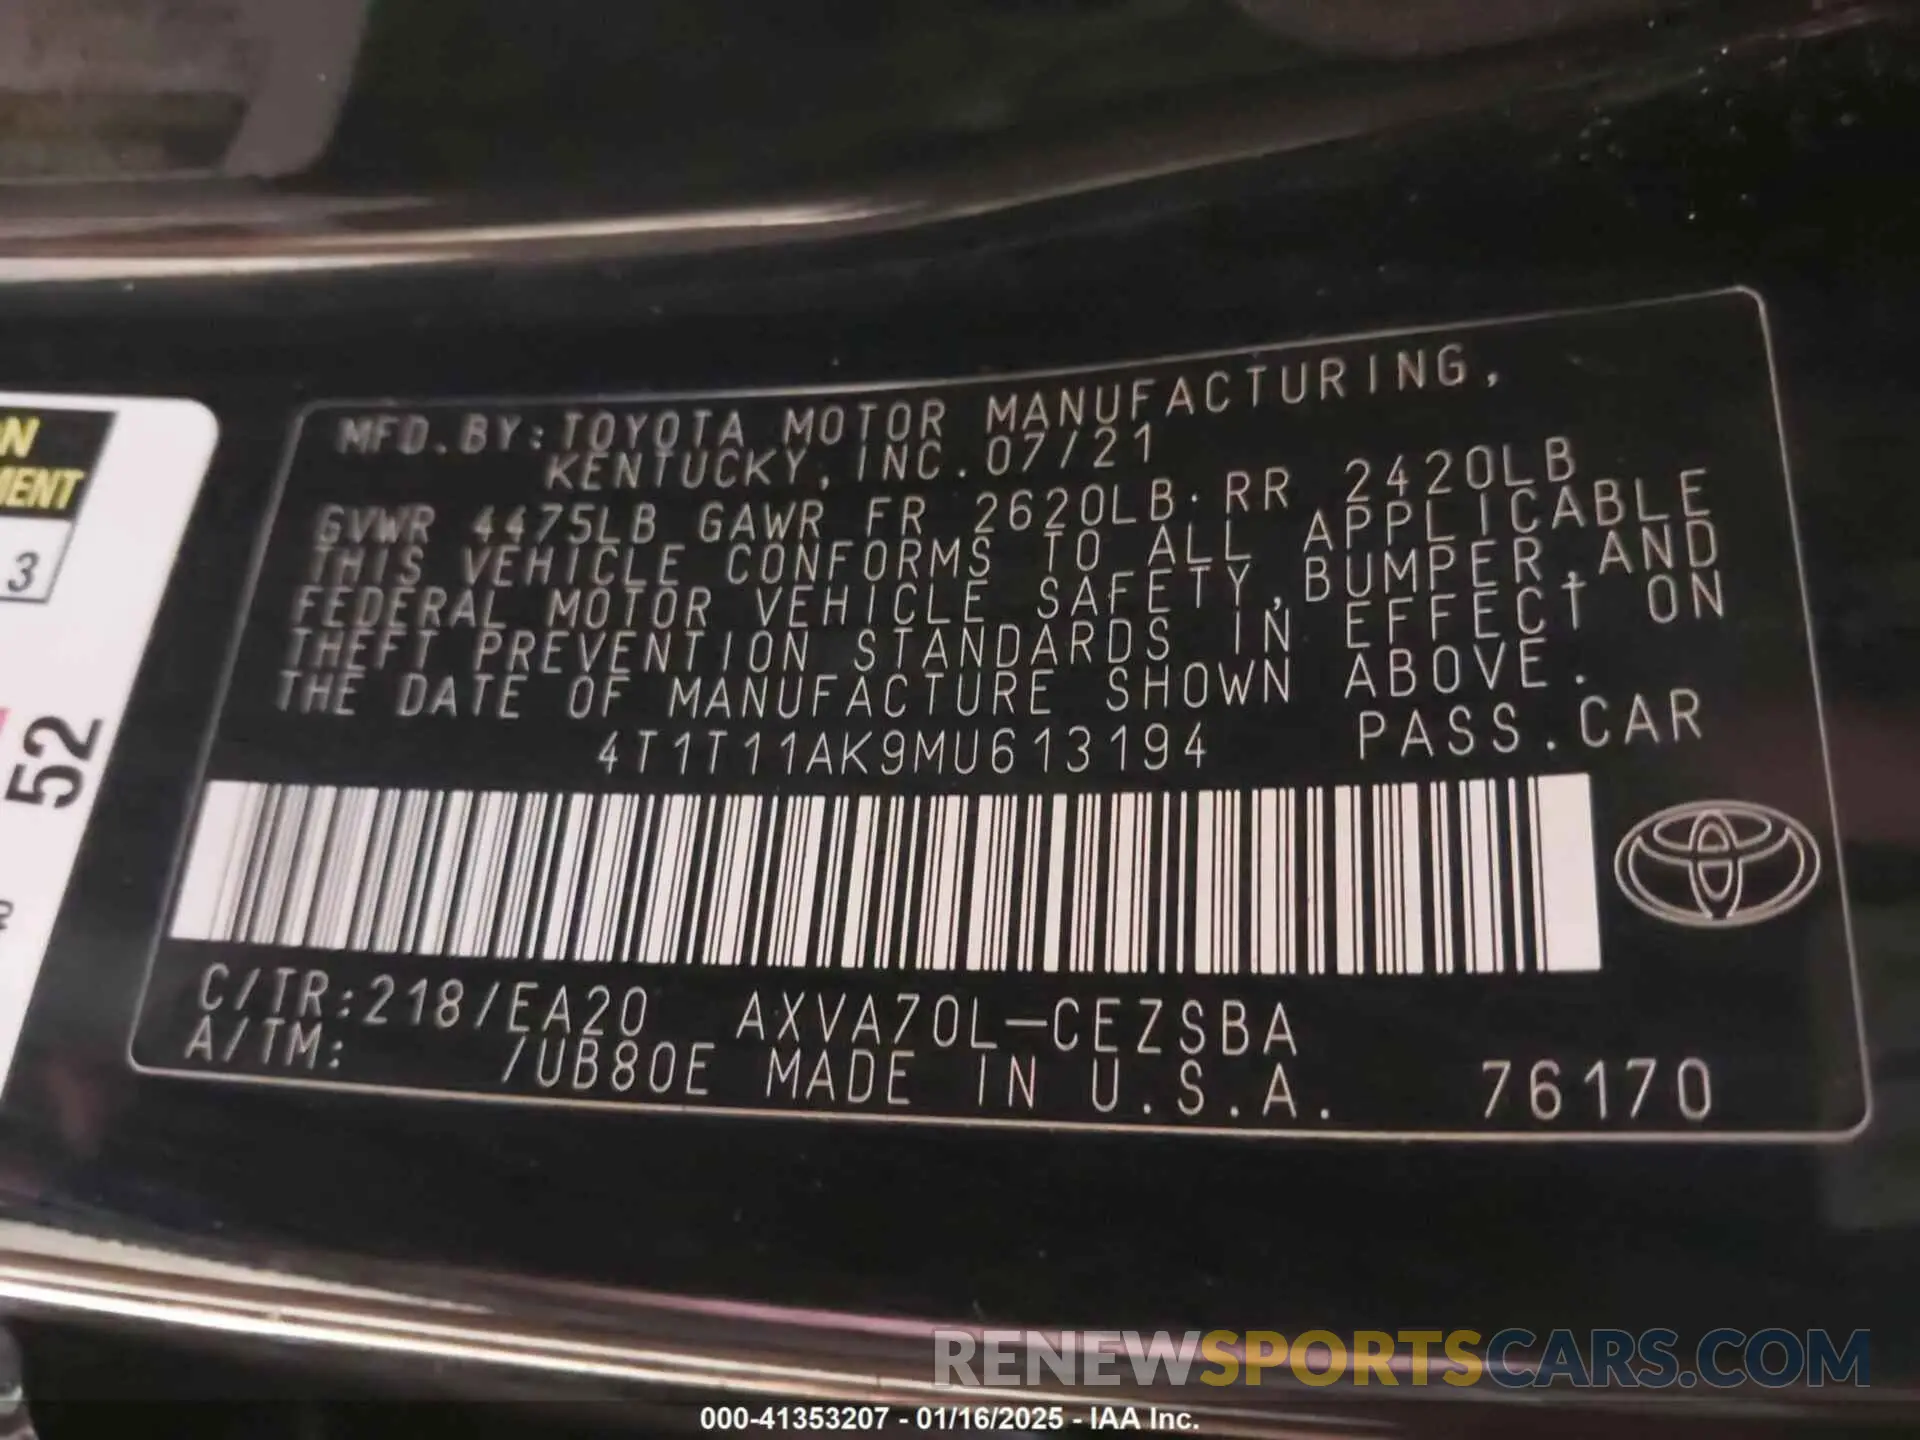 MFD.BY:TOYOTA MOTOR MANUFACTURING,
KENTUCKY, INC. 07/21
GVWR 4475LB GAWR FR 2620LB RR 2420LB
THIS VEHICLE CONFORMS TO ALL APPLICABLE
FEDERAL MOTOR VEHICLE SAFETY, BUMPER, AND
THEFT PREVENTION STANDARDS IN EFFECT ON
THE DATE OF MANUFACTURE SHOWN ABOVE.
4T1T11AK9MU613194 PASS.CAR
C/TR:218/EA20 AXVA70L-CEZSBA
A/TM: /UB80E MADE IN U.S.A. 76170
3
52
RENEWSPORTSCARS.COM
000-41353207 - 01/16/2025 - IAA Inc.